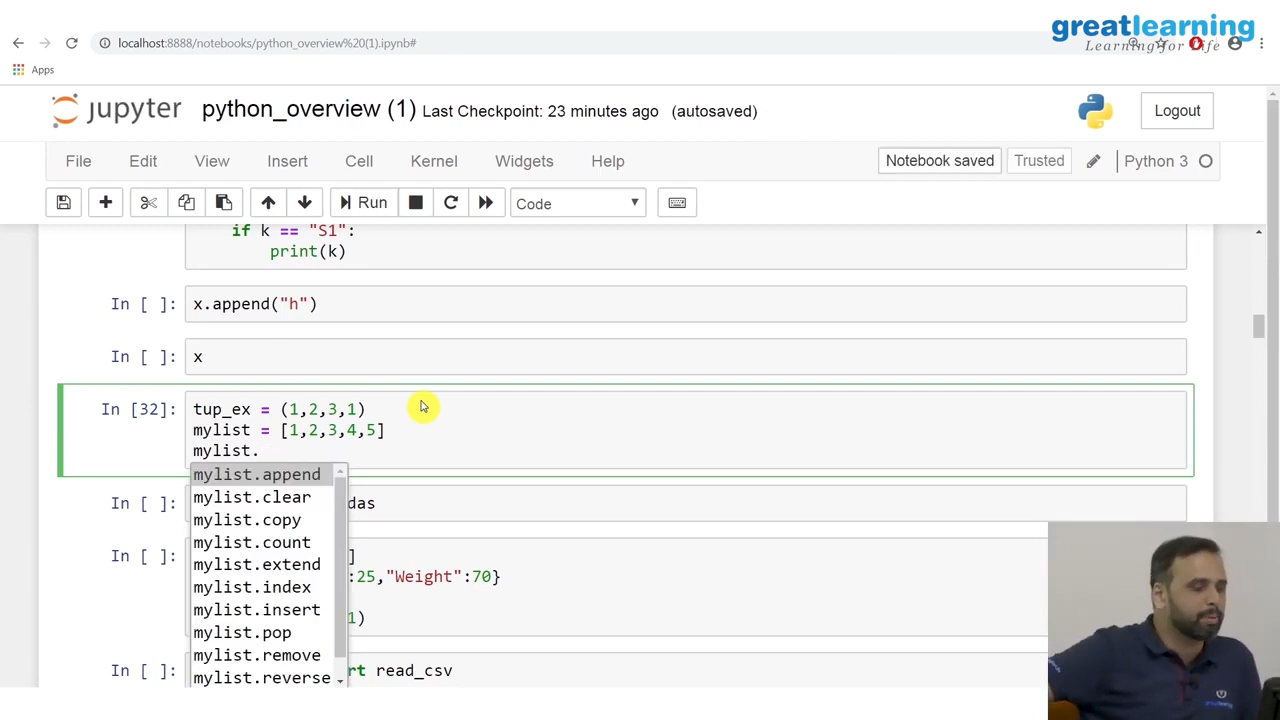 greatlearning
Learning for Life
localhost:8888/notebooks/python_overview%20(1).ipynb#
Apps
jupyter python_overview (1) Last Checkpoint: 23 minutes ago (autosaved)
Logout
File Edit View Insert Cell Kernel Widgets Help
Notebook saved Trusted Python 3
Run Code
if k == "S1":
print(k)
In [ ]: x.append("h")
In [ ]: x
In [32]: tup_ex = (1,2,3,1)
mylist = [1,2,3,4,5]
mylist.
mylist.append
mylist.clear
In [ ]: das
mylist.copy
mylist.count
In [ ]: ]
mylist.extend
:25,"Weight":70}
mylist.index
mylist.insert
1)
mylist.pop
mylist.remove
In [ ]: rt read_csv
mylist.reverse